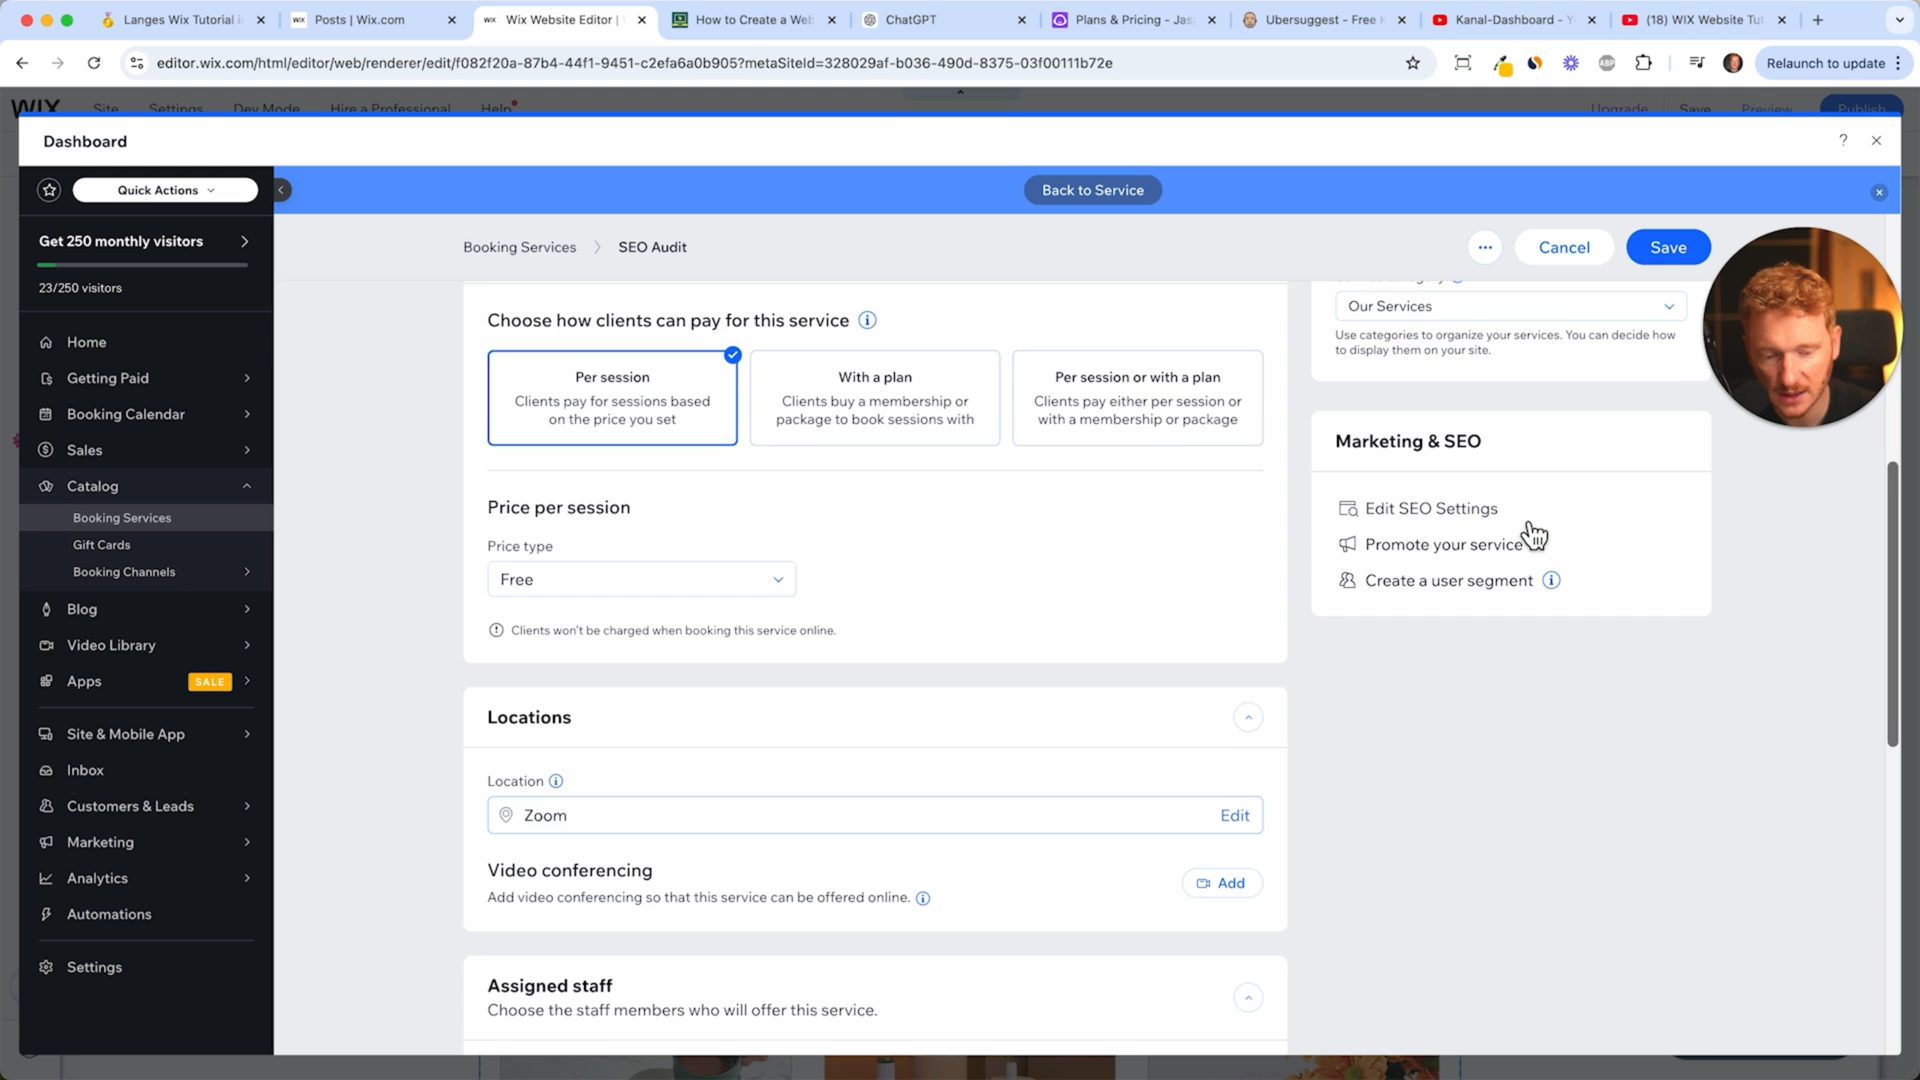 Langes Wix Tutorial i
Posts | Wix.com
Wix Website Editor |
How to Create a Web
ChatGPT
Plans & Pricing - Jas
Ubersuggest - Free
Kanal-Dashboard - Y
(18) WIX Website Tut
editor.wix.com/html/editor/web/renderer/edit/f082f20a-87b4-44f1-9451-c2efa6a0b905?metaSiteId=328029af-b036-490d-8375-03f00111b72e
Relaunch to update
WIX Site Settings Dev Mode Hire a Professional Help Upgrade Save Preview Publish
Dashboard
?
Quick Actions
Back to Service
Get 250 monthly visitors
23/250 visitors
Home
Getting Paid
Booking Calendar
Sales
Catalog
Booking Services
Gift Cards
Booking Channels
Blog
Video Library
Apps SALE
Site & Mobile App
Inbox
Customers & Leads
Marketing
Analytics
Automations
Settings
Booking Services > SEO Audit
... Cancel Save
Choose how clients can pay for this service
Per session
Clients pay for sessions based
on the price you set
With a plan
Clients buy a membership or
package to book sessions with
Per session or with a plan
Clients pay either per session or
with a membership or package
Price per session
Price type
Free
Clients won't be charged when booking this service online.
Locations
Location
Zoom Edit
Video conferencing
Add video conferencing so that this service can be offered online.
Add
Assigned staff
Choose the staff members who will offer this service.
Our Services
Use categories to organize your services. You can decide how
to display them on your site.
Marketing & SEO
Edit SEO Settings
Promote your service
Create a user segment